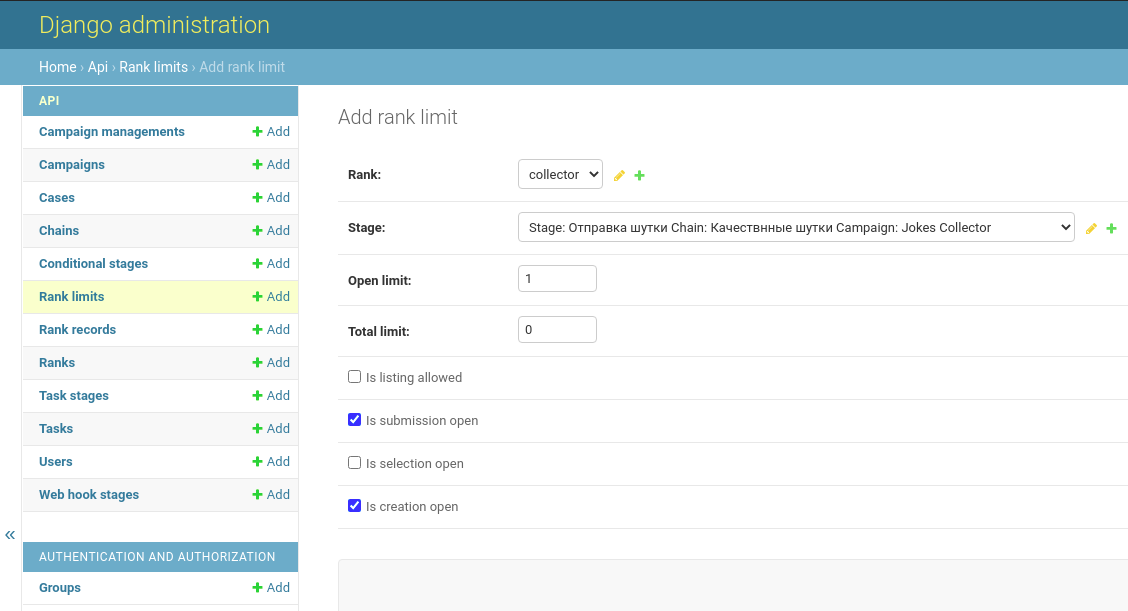 Django administration
Home › Api › Rank limits › Add rank limit
API
Campaign managements Add
Campaigns Add
Cases Add
Chains Add
Conditional stages Add
Rank limits Add
Rank records Add
Ranks Add
Task stages Add
Tasks Add
Users Add
Web hook stages Add
«
AUTHENTICATION AND AUTHORIZATION
Groups Add
Add rank limit
Rank: collector
Stage: Stage: Отправка шутки Chain: Качествнные шутки Campaign: Jokes Collector
Open limit: 1
Total limit: 0
Is listing allowed
Is submission open
Is selection open
Is creation open